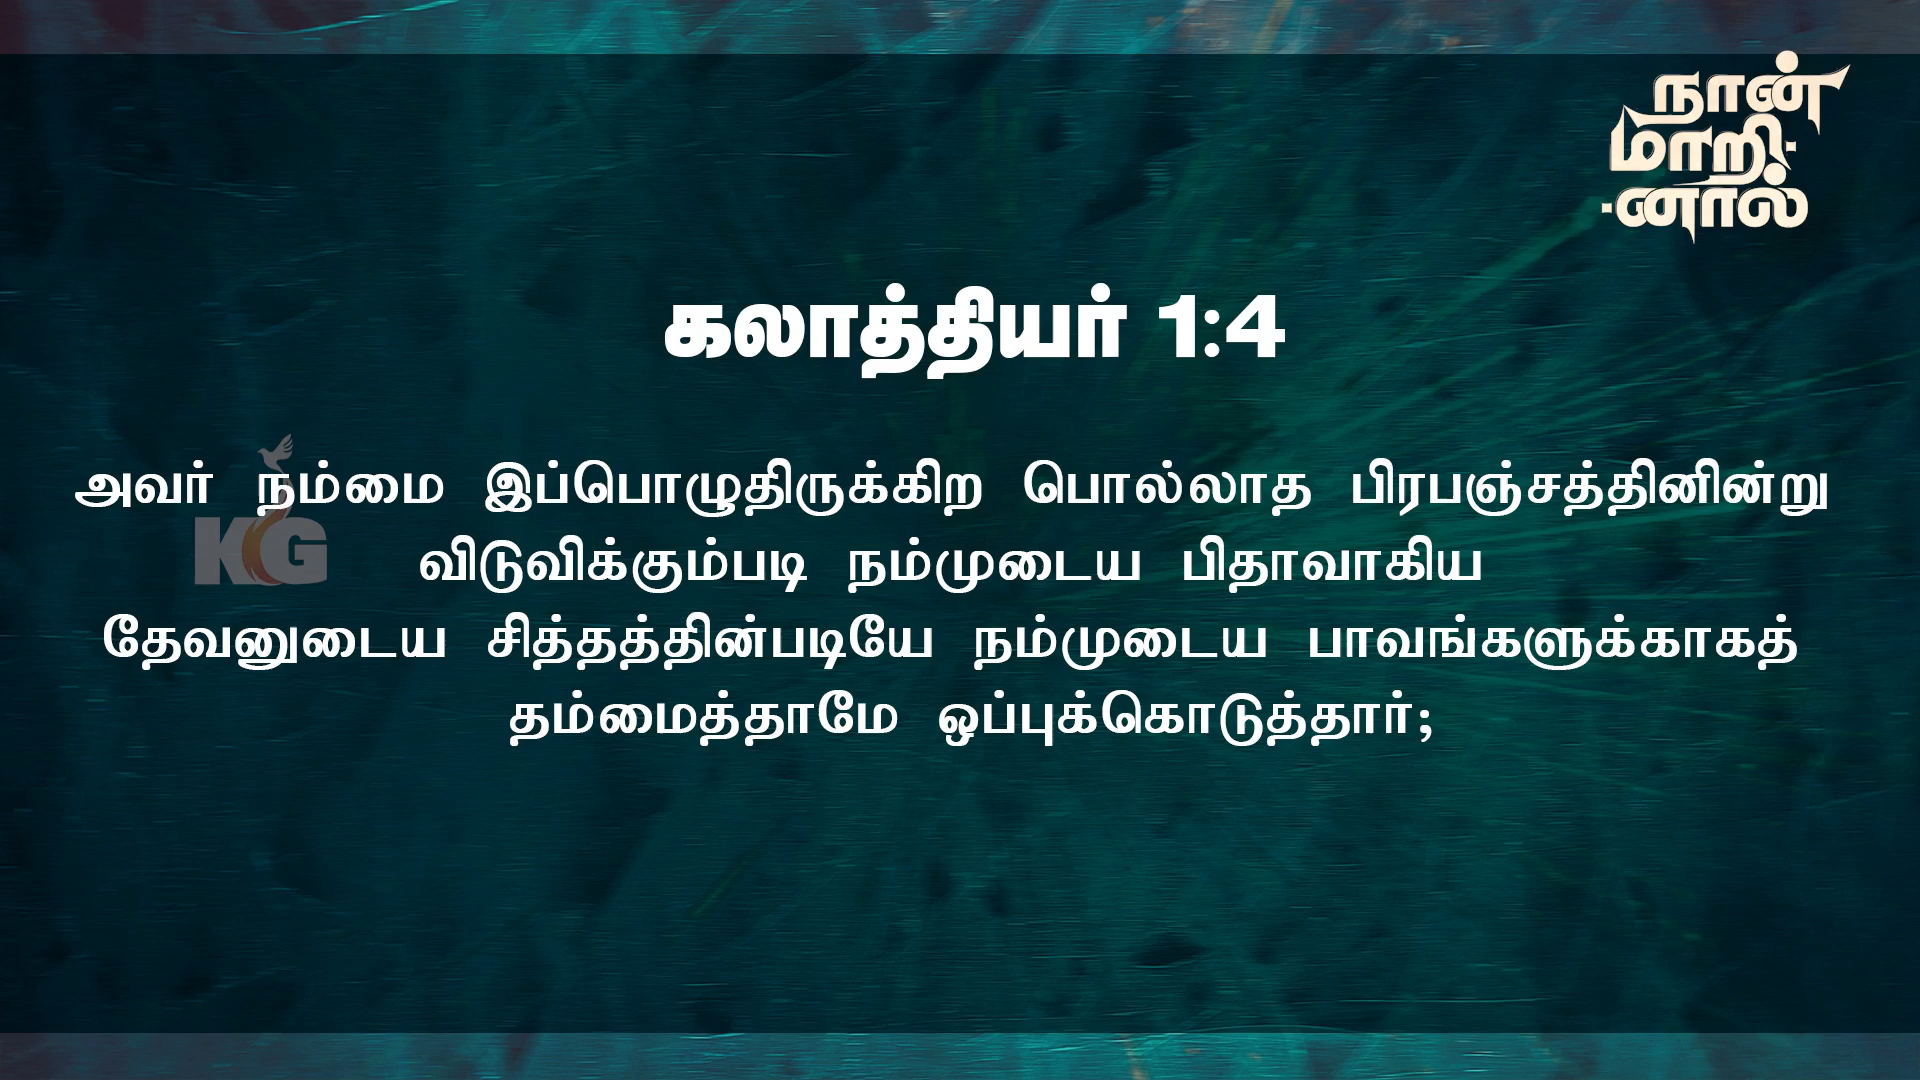 நான்
மாறி
னால்
கலாத்தியர் 1:4
அவர் நம்மை இப்பொழுதிருக்கிற பொல்லாத பிரபஞ்சத்தினின்று
விடுவிக்கும்படி நம்முடைய பிதாவாகிய
தேவனுடைய சித்தத்தின்படியே நம்முடைய பாவங்களுக்காகத்
தம்மைத்தாமே ஒப்புக்கொடுத்தார்;
KG